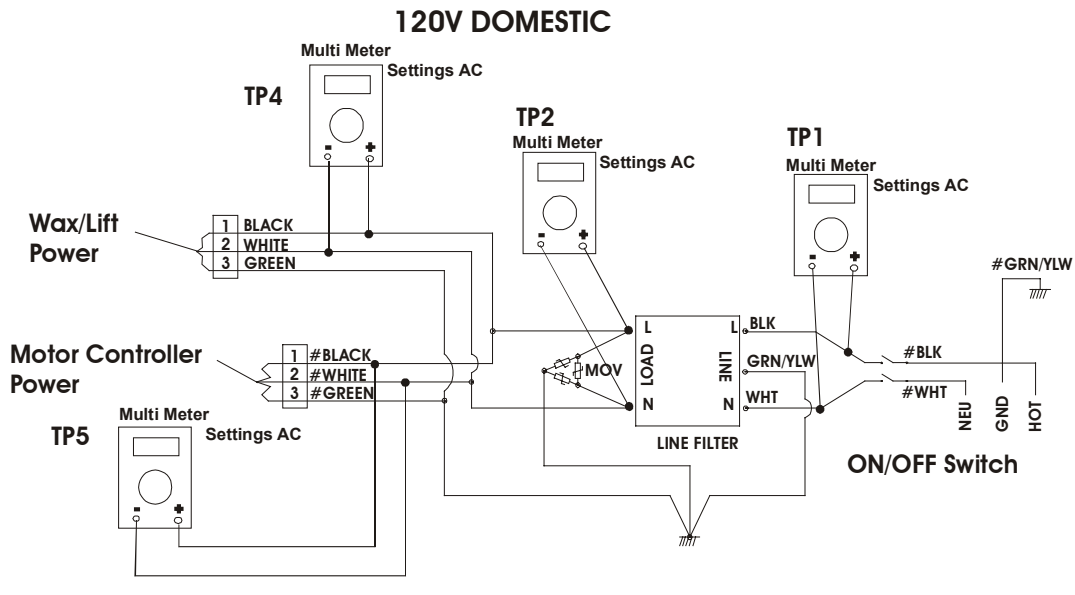 120V DOMESTIC
Multi Meter
Settings AC
TP4
- +
TP2
Multi Meter
Settings AC
- +
TP1
Multi Meter
Settings AC
- +
Wax/Lift
Power
1 BLACK
2 WHITE
3 GREEN
#GRN/YLW
L
LOAD
N
L
LINE
N
BLK
GRN/YLW
WHT
MOV
LINE FILTER
#BLK
#WHT
NEU
GND
HOT
ON/OFF Switch
Motor Controller
Power
1 #BLACK
2 #WHITE
3 #GREEN
Multi Meter
TP5
Settings AC
- +